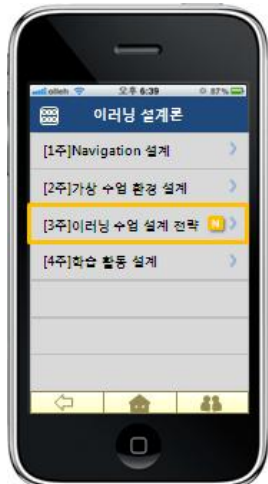 olleh 오후 6:39 87%
이러닝 설계론
[1주]Navigation 설계
[2주]가상 수업 환경 설계
[3주]이러닝 수업 설계 전략 N
[4주]학습 활동 설계